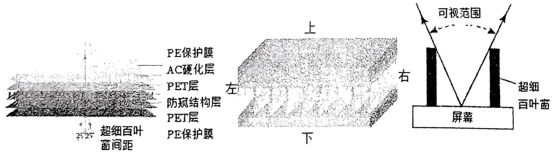 PE保护膜
AC硬化层
PET层
防窥结构层
PET层
PE保护膜
超细百叶
窗间距
上
左
右
下
可视范围
超细
百叶窗
屏幕